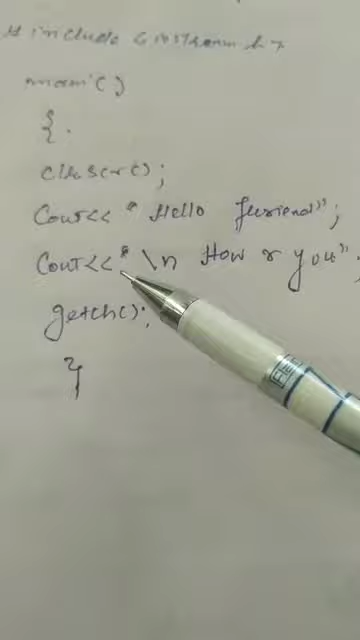 # include <iostream.h>
main()
{
clrscr();
Cout<< " Hello friend";
Cout<<" \n How r you";
getch();
}